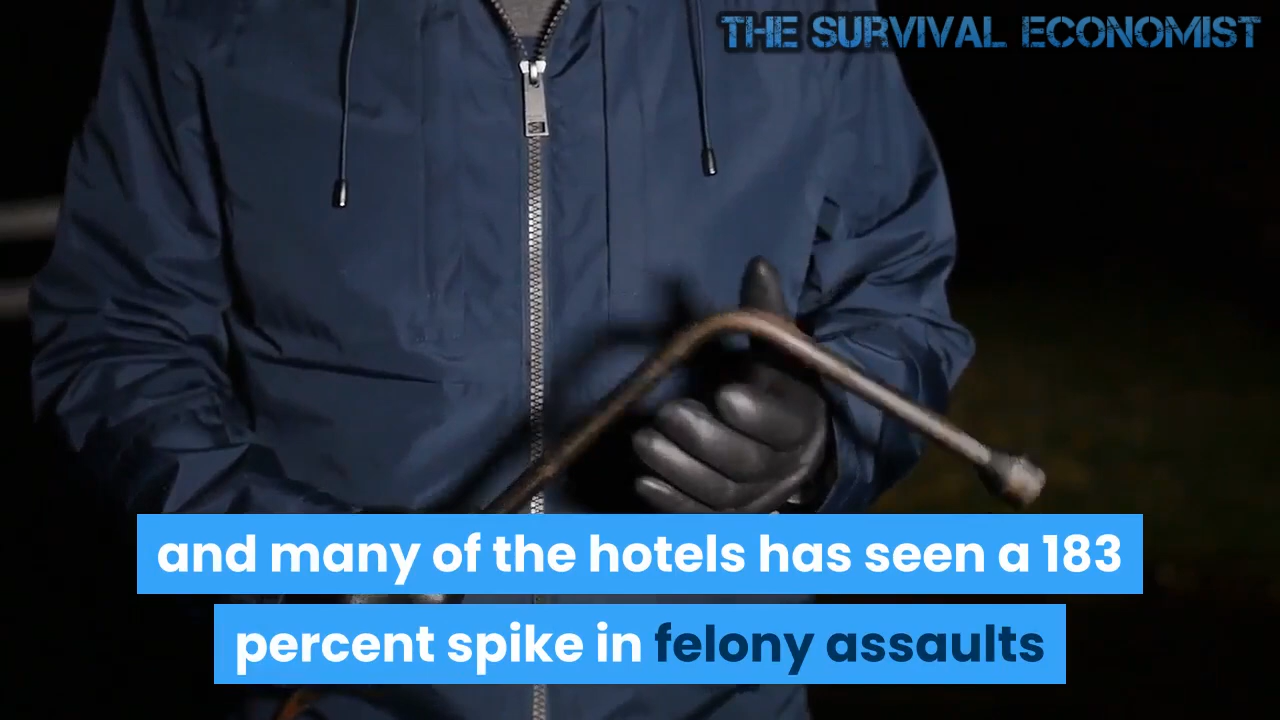 THE SURVIVAL ECONOMIST
and many of the hotels has seen a 183
percent spike in felony assaults